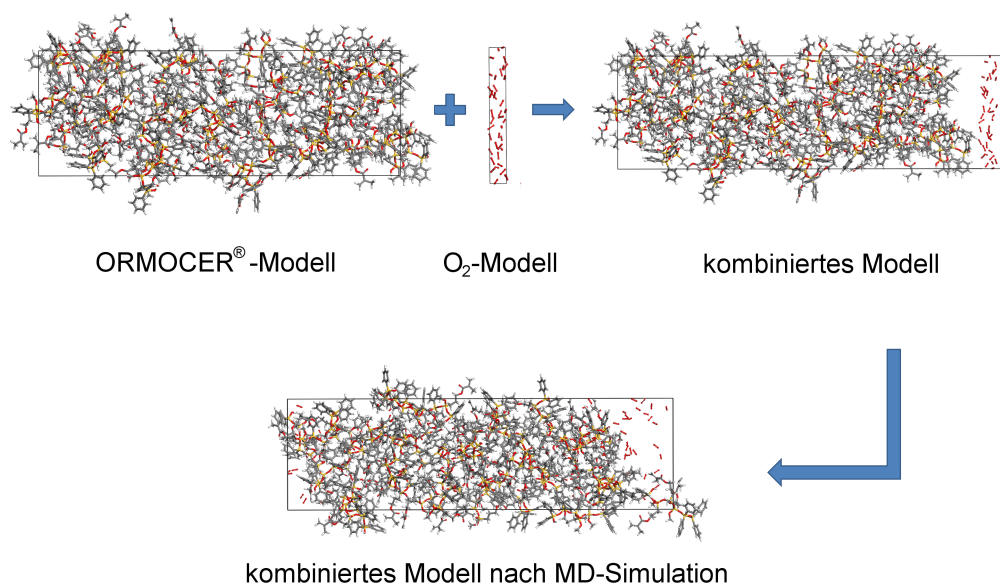 ORMOCER®-Modell
O₂-Modell
kombiniertes Modell
kombiniertes Modell nach MD-Simulation